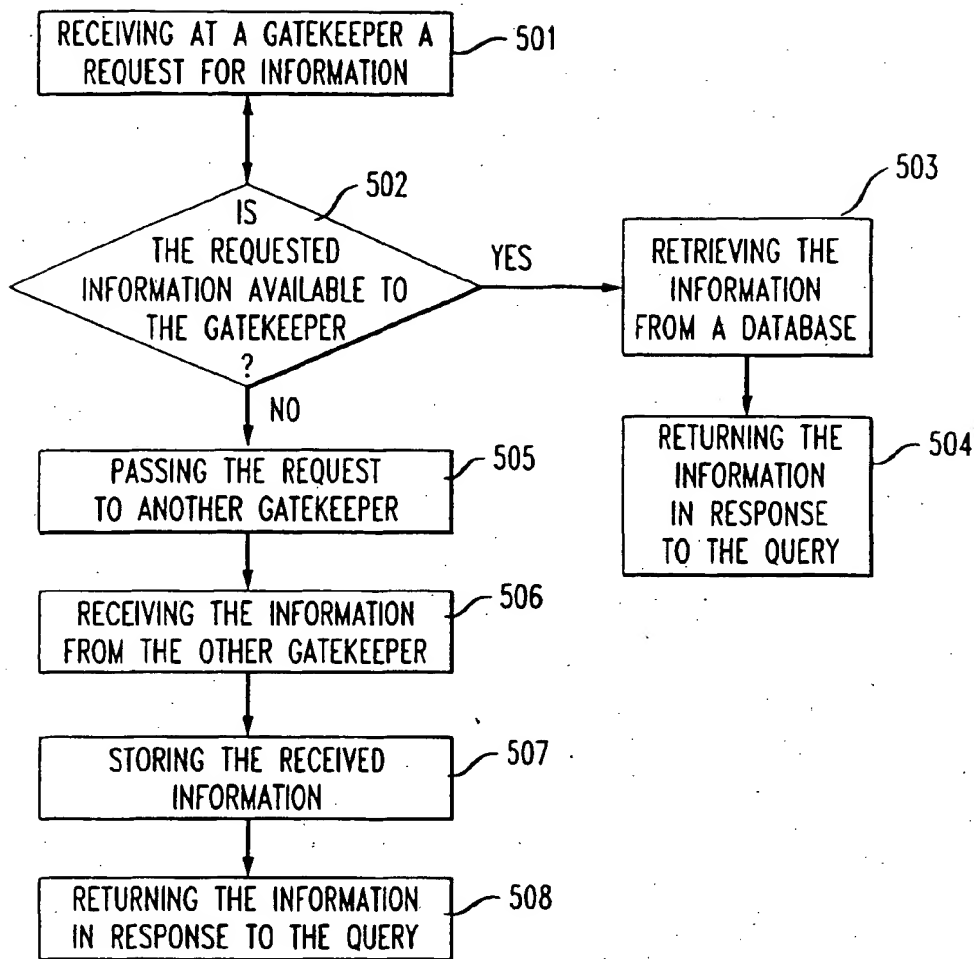 RECEIVING AT A GATEKEEPER A
REQUEST FOR INFORMATION
501
502
IS
THE REQUESTED
INFORMATION AVAILABLE TO
THE GATEKEEPER
?
YES
503
RETRIEVING THE
INFORMATION
FROM A DATABASE
RETURNING THE
INFORMATION
IN RESPONSE
TO THE QUERY
504
NO
PASSING THE REQUEST
TO ANOTHER GATEKEEPER
505
RECEIVING THE INFORMATION
FROM THE OTHER GATEKEEPER
506
STORING THE RECEIVED
INFORMATION
507
RETURNING THE INFORMATION
IN RESPONSE TO THE QUERY
508